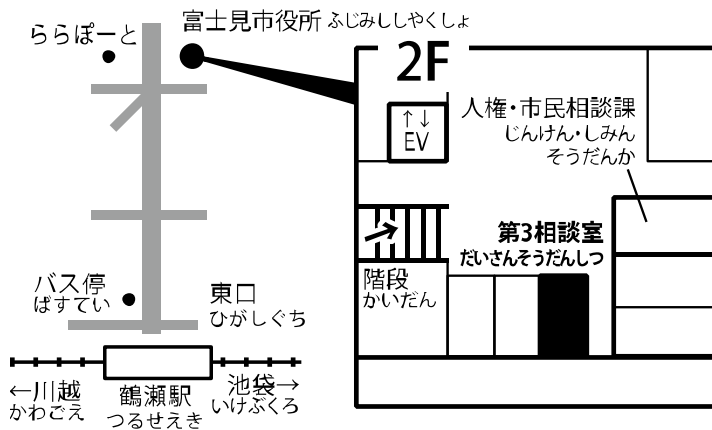 富士見市役所 ふじみししやくしょ
ららぽーと
バス停
ばすてい
東口
ひがしぐち
←川越
かわごえ
鶴瀬駅
つるせえき
池袋→
いけぶくろ
2F
↑↓
EV
人権・市民相談課
じんけん・しみん
そうだんか
第3相談室
だいさんそうだんしつ
階段
かいだん